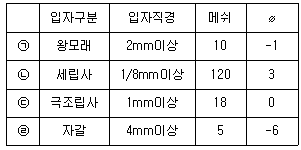 입자구분 입자직경 메쉬 ø
㉠ 왕모래 2mm이상 10 -1
㉡ 세립사 1/8mm이상 120 3
㉢ 극조립사 1mm이상 18 0
㉣ 자갈 4mm이상 5 -6